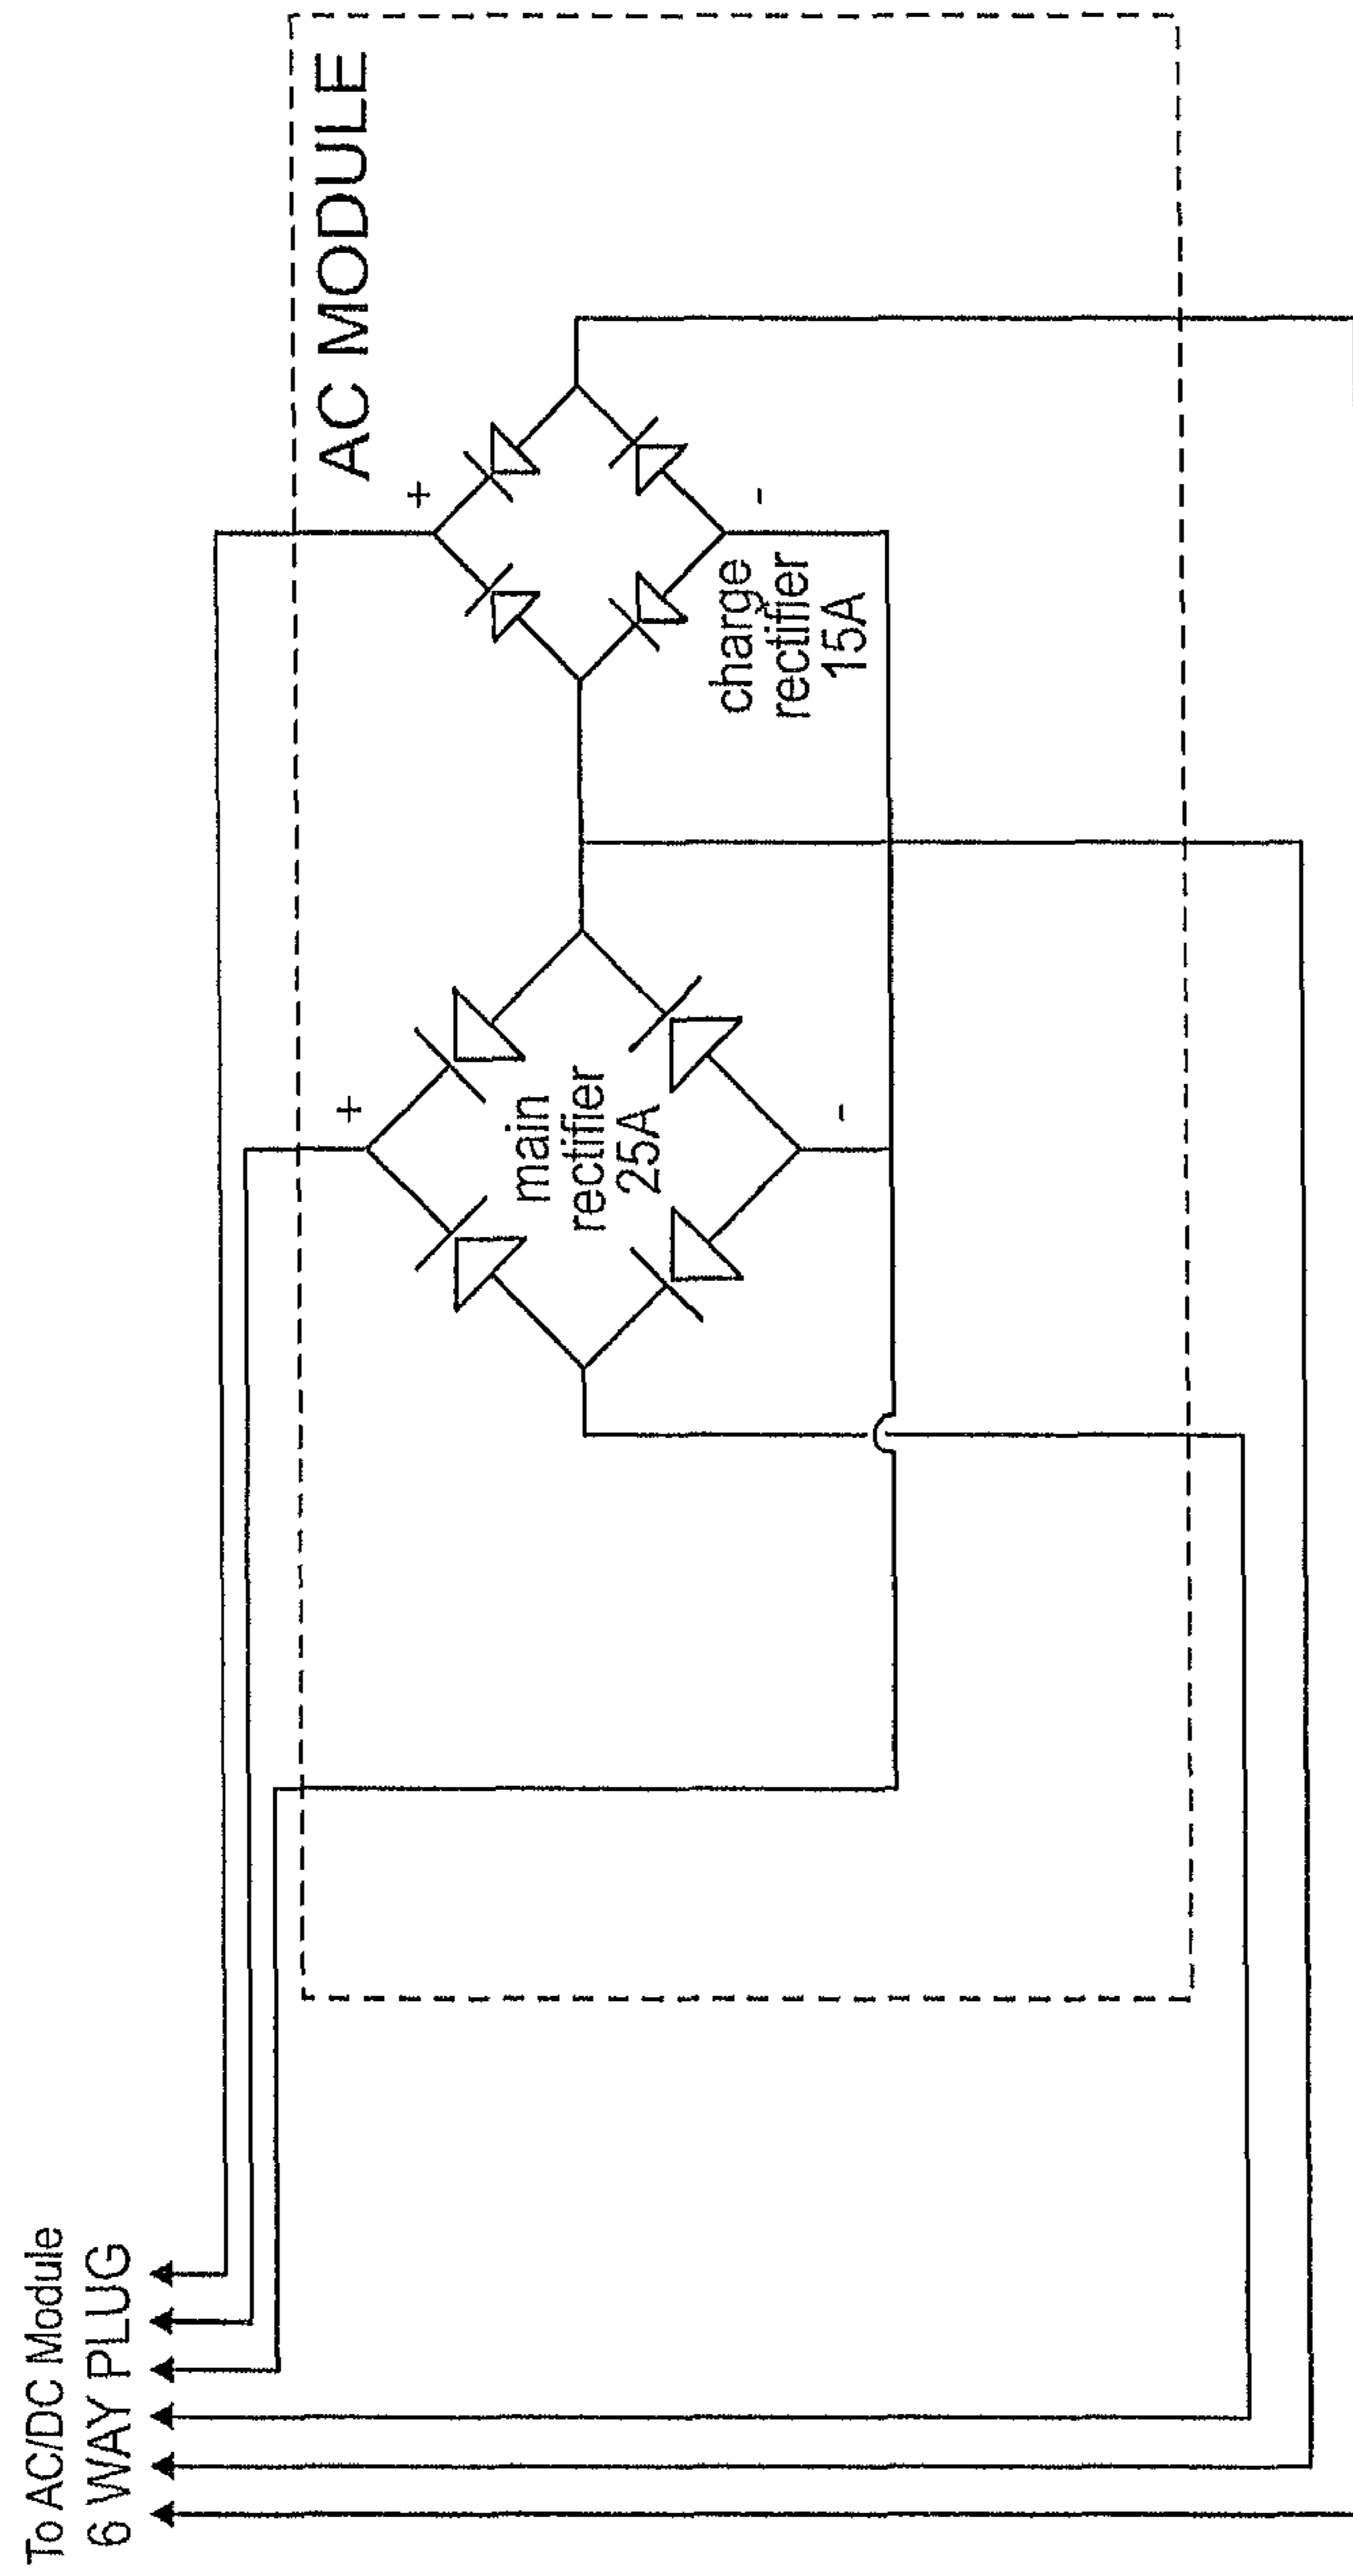 To AC/DC Module
6 WAY PLUG
AC MODULE
+
-
main
rectifier
25A
+
-
charge
rectifier
15A